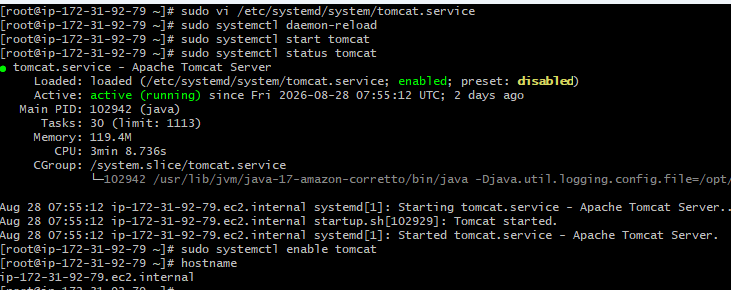 [root@ip-172-31-92-79 ~]# sudo vi /etc/systemd/system/tomcat.service
[root@ip-172-31-92-79 ~]# sudo systemctl daemon-reload
[root@ip-172-31-92-79 ~]# sudo systemctl start tomcat
[root@ip-172-31-92-79 ~]# sudo systemctl status tomcat
● tomcat.service - Apache Tomcat Server
Loaded: loaded (/etc/systemd/system/tomcat.service; enabled; preset: disabled)
Active: active (running) since Fri 2026-08-28 07:55:12 UTC; 2 days ago
Main PID: 102942 (java)
Tasks: 30 (limit: 1113)
Memory: 119.4M
CPU: 3min 8.736s
CGroup: /system.slice/tomcat.service
└─102942 /usr/lib/jvm/java-17-amazon-corretto/bin/java -Djava.util.logging.config.file=/opt/
Aug 28 07:55:12 ip-172-31-92-79.ec2.internal systemd[1]: Starting tomcat.service - Apache Tomcat Server..
Aug 28 07:55:12 ip-172-31-92-79.ec2.internal startup.sh[102929]: Tomcat started.
Aug 28 07:55:12 ip-172-31-92-79.ec2.internal systemd[1]: Started tomcat.service - Apache Tomcat Server.
[root@ip-172-31-92-79 ~]# sudo systemctl enable tomcat
[root@ip-172-31-92-79 ~]# hostname
ip-172-31-92-79.ec2.internal
[root@ip-172-31-92-79 ~]#